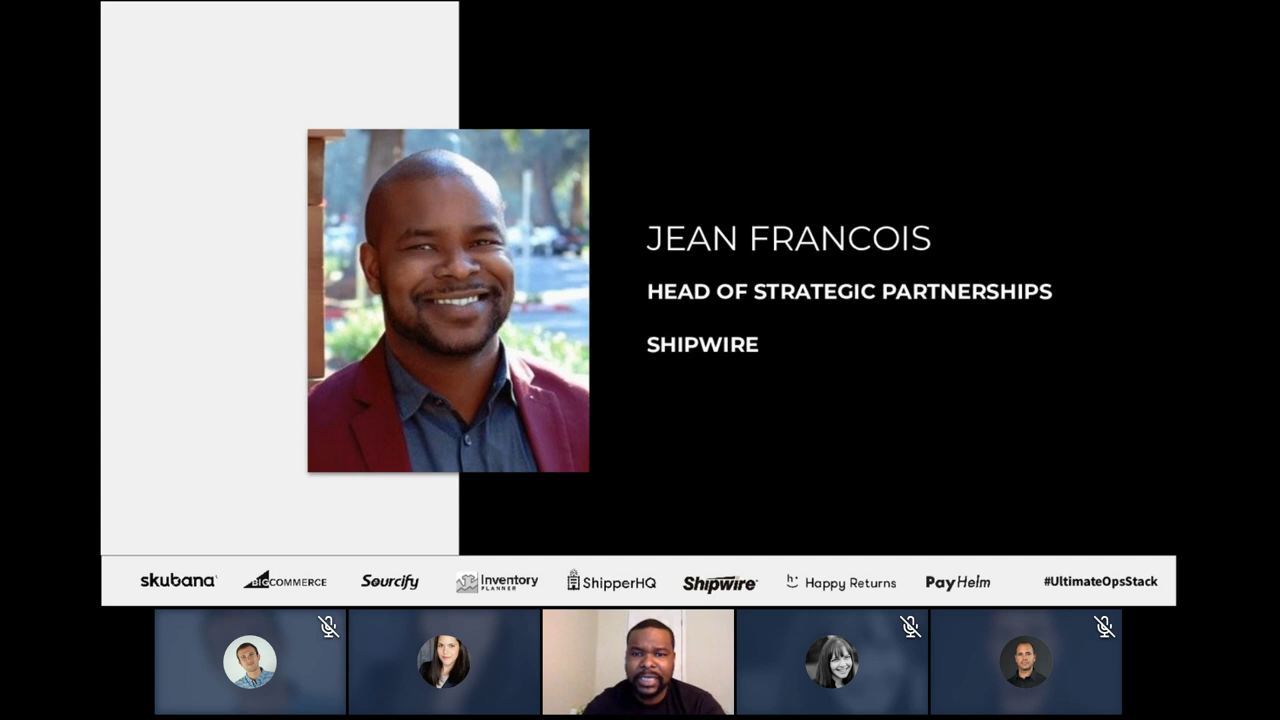 JEAN FRANCOIS
HEAD OF STRATEGIC PARTNERSHIPS
SHIPWIRE
skubana BIGCOMMERCE Sourcify Inventory PLANNER ShipperHQ Shipwire Happy Returns PayHelm #UltimateOpsStack